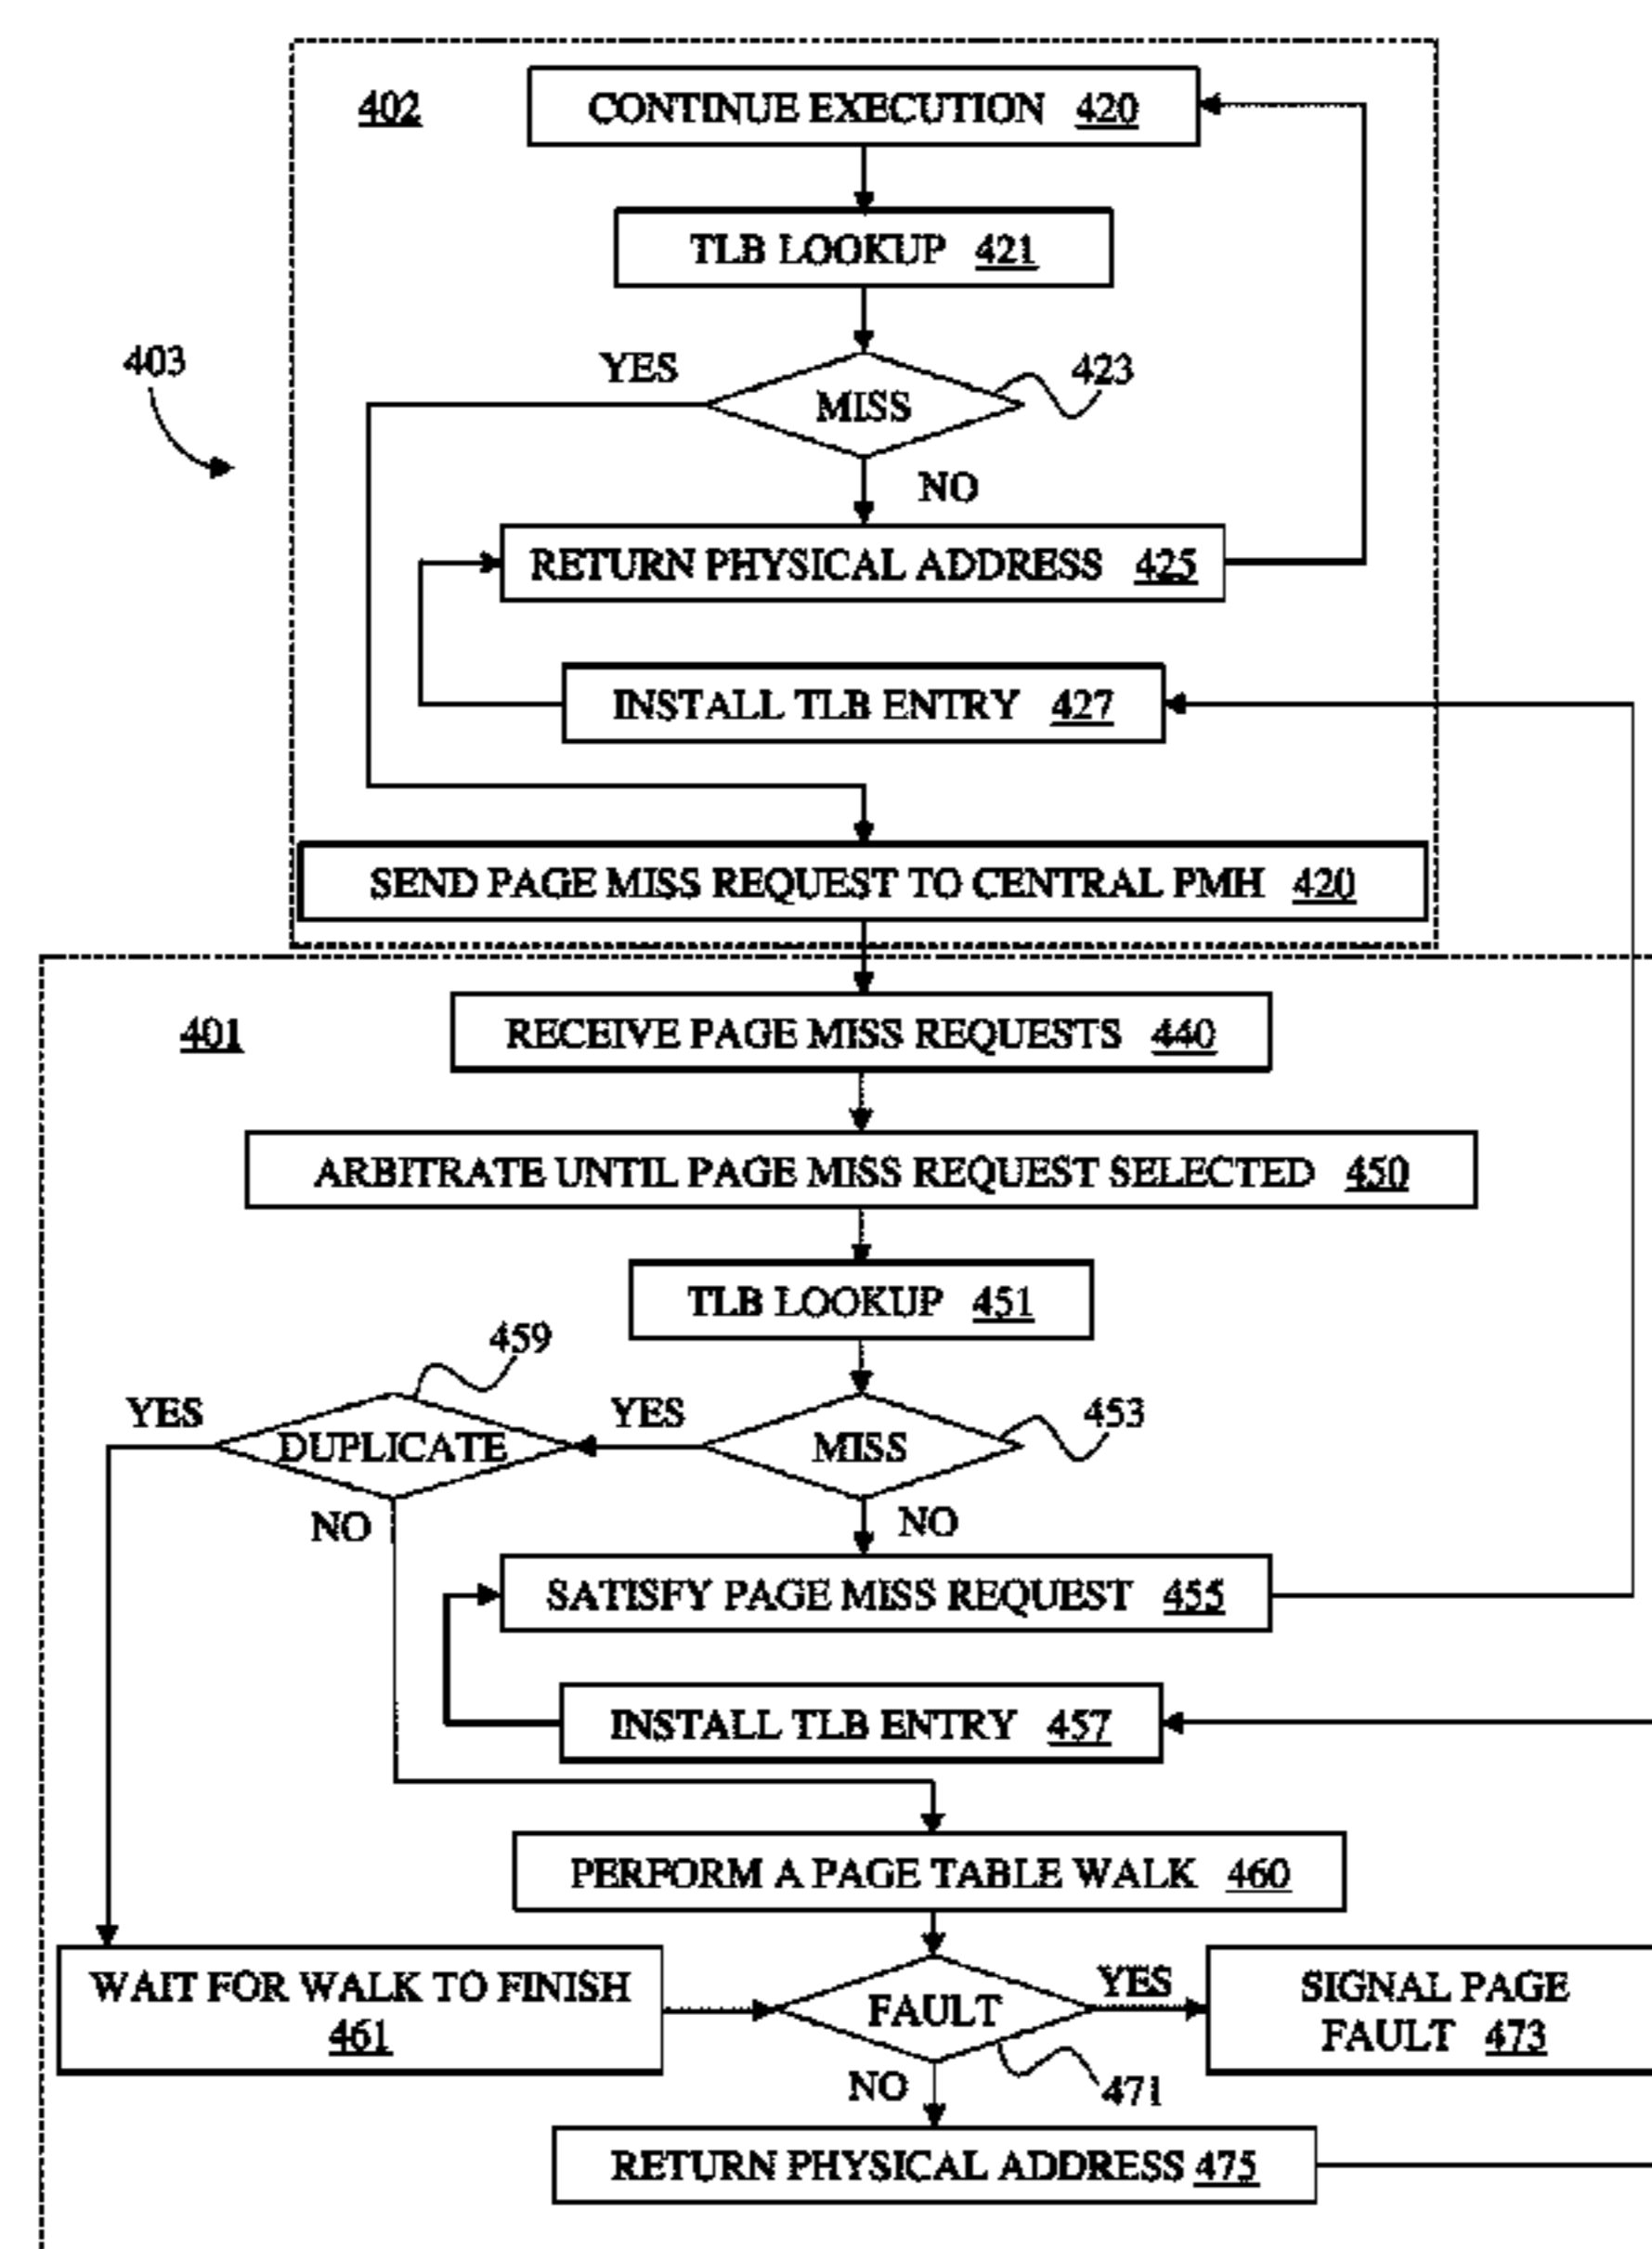 402
CONTINUE EXECUTION 420
TLB LOOKUP 421
403
YES
MISS
423
NO
RETURN PHYSICAL ADDRESS 425
INSTALL TLB ENTRY 427
SEND PAGE MISS REQUEST TO CENTRAL PMH 420
401
RECEIVE PAGE MISS REQUESTS 440
ARBITRATE UNTIL PAGE MISS REQUEST SELECTED 450
TLB LOOKUP 451
459
YES
DUPLICATE
YES
MISS
453
NO
NO
SATISFY PAGE MISS REQUEST 455
INSTALL TLB ENTRY 457
PERFORM A PAGE TABLE WALK 460
WAIT FOR WALK TO FINISH
461
FAULT
YES
SIGNAL PAGE
FAULT 473
NO
471
RETURN PHYSICAL ADDRESS 475